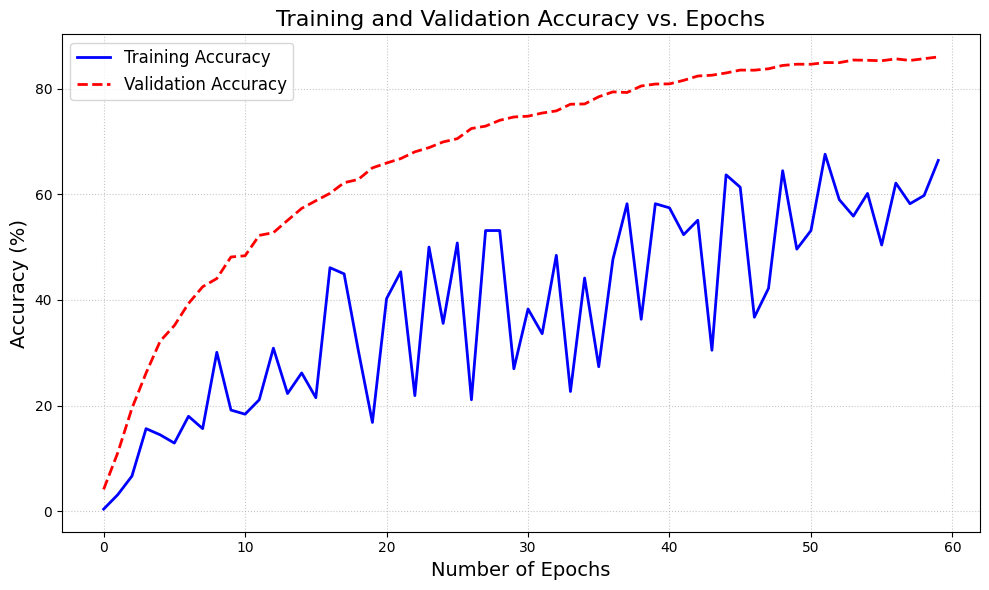 Training and Validation Accuracy vs. Epochs
Training Accuracy
Validation Accuracy
Accuracy (%)
80
60
40
20
0
0 10 20 30 40 50 60
Number of Epochs